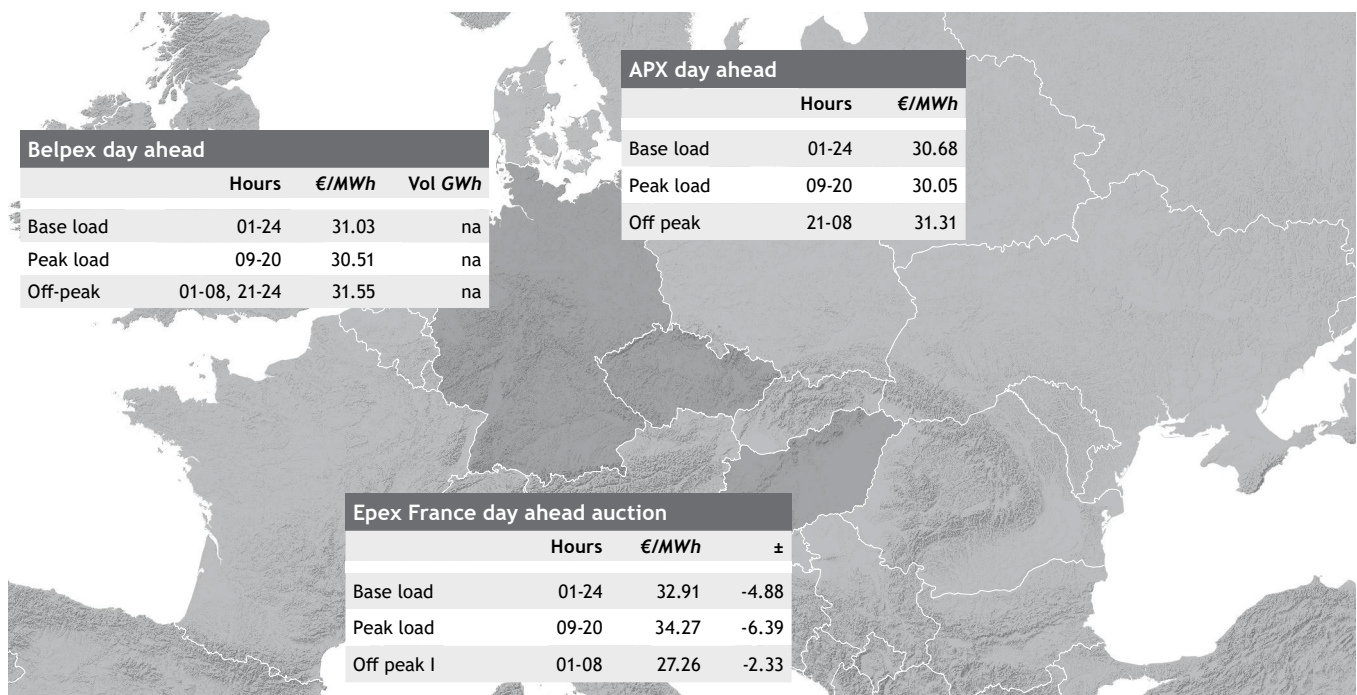 APX day ahead
Hours €/MWh
Base load 01-24 30.68
Peak load 09-20 30.05
Off peak 21-08 31.31
Belpex day ahead
Hours €/MWh Vol GWh
Base load 01-24 31.03 na
Peak load 09-20 30.51 na
Off-peak 01-08, 21-24 31.55 na
Epex France day ahead auction
Hours €/MWh ±
Base load 01-24 32.91 -4.88
Peak load 09-20 34.27 -6.39
Off peak I 01-08 27.26 -2.33